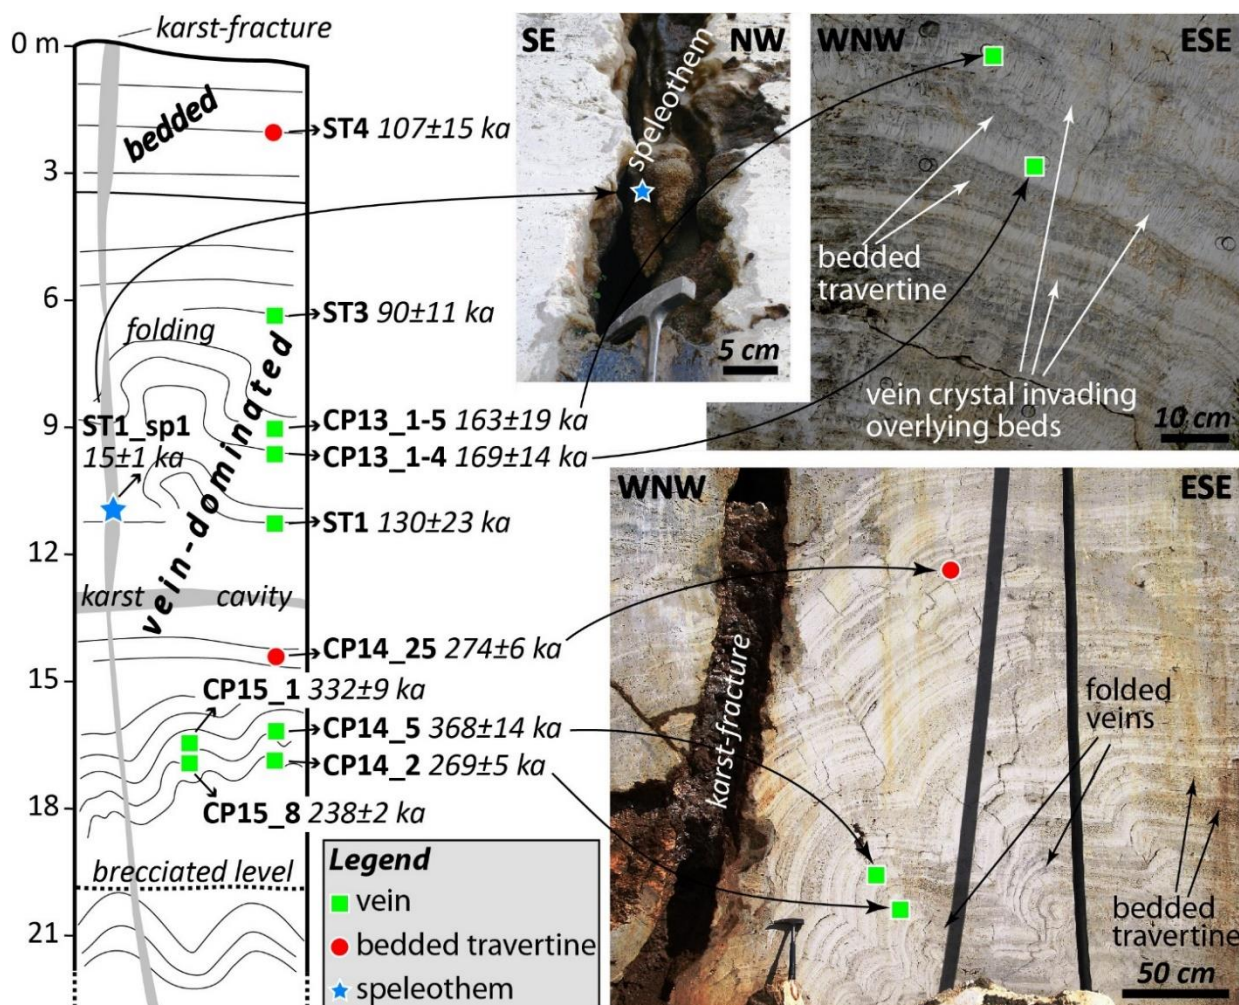 karst-fracture
0 m
bedded
ST4 107±15 ka
3
6
ST3 90±11 ka
folding
vein-dominated
9
CP13_1-5 163±19 ka
ST1_sp1
15±1 ka
CP13_1-4 169±14 ka
ST1 130±23 ka
12
karst cavity
CP14_25 274±6 ka
15
CP15_1 332±9 ka
CP14_5 368±14 ka
CP14_2 269±5 ka
18
CP15_8 238±2 ka
brecciated level
21
Legend
vein
bedded travertine
speleothem
SE
NW
speleothem
5 cm
WNW
ESE
bedded
travertine
vein crystal invading
overlying beds
10 cm
WNW
ESE
karst-fracture
folded
veins
bedded
travertine
50 cm